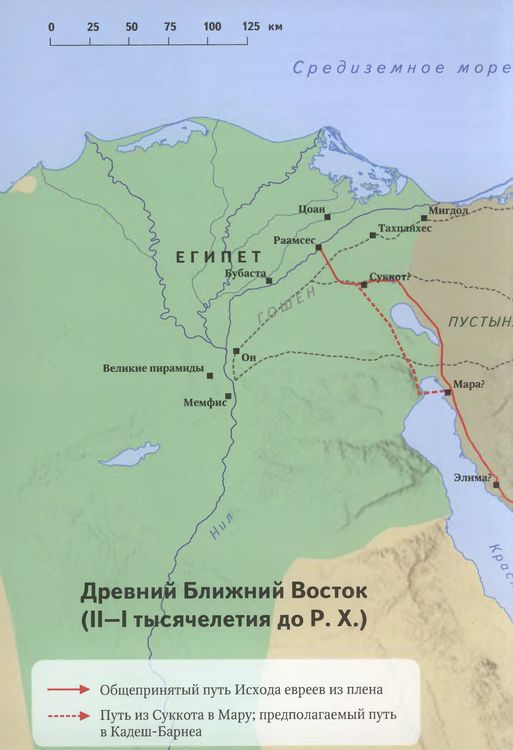 0 25 50 75 100 125 км
Средиземное море
Цоан
Мигдол
Тахпанхес
Раамсес
ЕГИПЕТ
Бубаста
Суккот?
ГОШЕН
ПУСТЫН
Он
Великие пирамиды
Мара?
Мемфис
Элима?
Нил
Крас
Древний Ближний Восток
(II—I тысячелетия до Р. Х.)
Общепринятый путь Исхода евреев из плена
Путь из Суккота в Мару; предполагаемый путь
в Кадеш-Барнеа